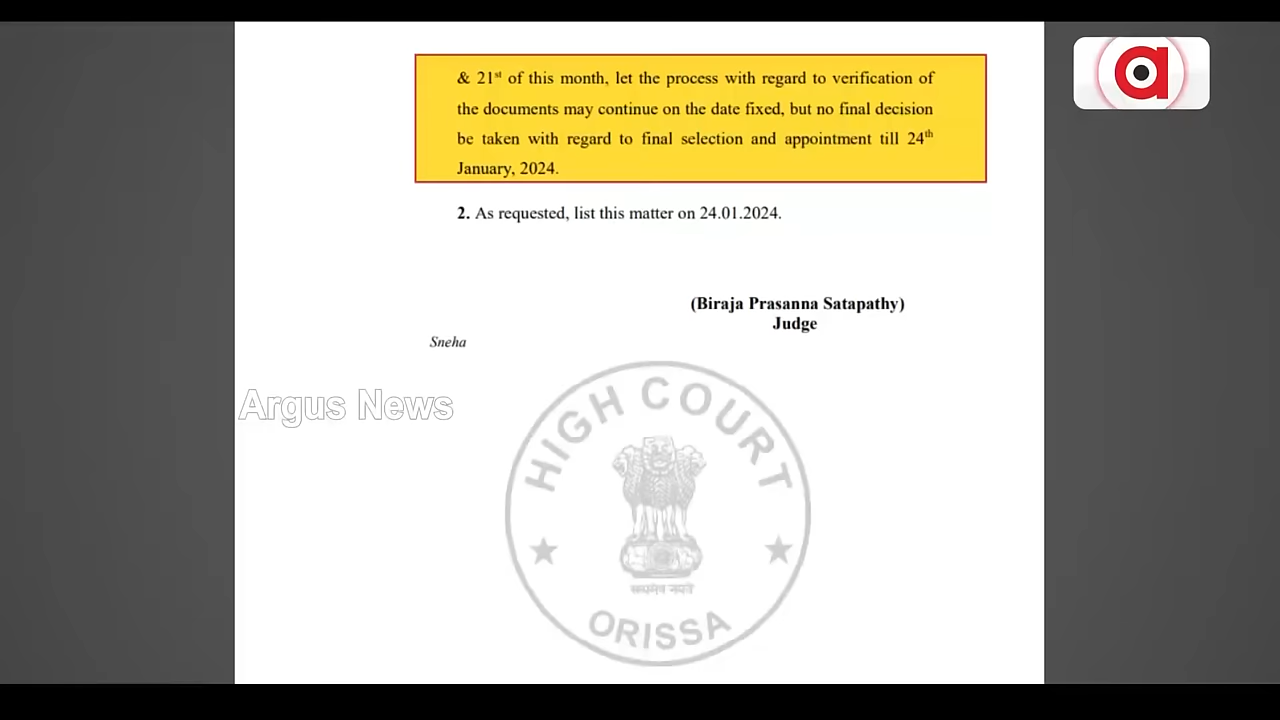 & 21st of this month, let the process with regard to verification of
the documents may continue on the date fixed, but no final decision
be taken with regard to final selection and appointment till 24th
January, 2024.
2. As requested, list this matter on 24.01.2024.
(Biraja Prasanna Satapathy)
Judge
Sneha
Argus News
HIGH COURT
सत्यमेव जयते
ORISSA